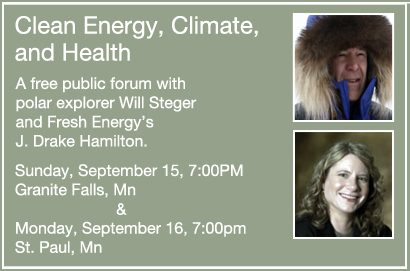 Clean Energy, Climate,
and Health
A free public forum with
polar explorer Will Steger
and Fresh Energy's
J. Drake Hamilton.
Sunday, September 15, 7:00PM
Granite Falls, Mn
&
Monday, September 16, 7:00pm
St. Paul, Mn